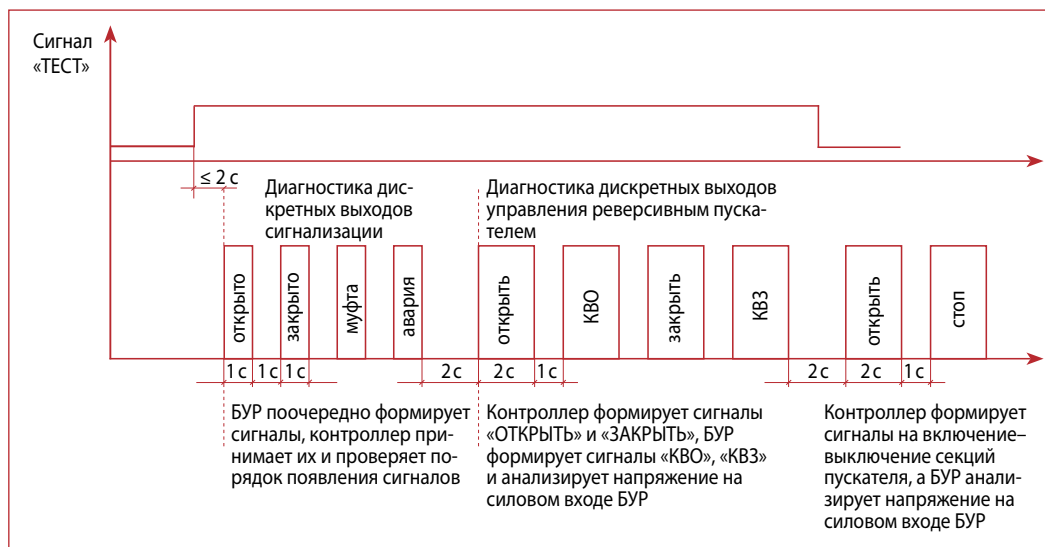 Сигнал
«ТЕСТ»
≤ 2 с
Диагностика дис-
кретных выходов
сигнализации
Диагностика дискретных выходов
управления реверсивным пуска-
телем
открыто
закрыто
муфта
авария
открыть
КВО
закрыть
КВЗ
открыть
стоп
1 с
1 с
1 с
2 с
2 с
1 с
2 с
2 с
1 с
БУР поочередно формирует
сигналы, контроллер при-
нимает их и проверяет по-
рядок появления сигналов
Контроллер формирует сигналы
«ОТКРЫТЬ» и «ЗАКРЫТЬ», БУР
формирует сигналы «КВО», «КВЗ»
и анализирует напряжение на
силовом входе БУР
Контроллер формирует
сигналы на включение–
выключение секций
пускателя, а БУР анали-
зирует напряжение на
силовом входе БУР